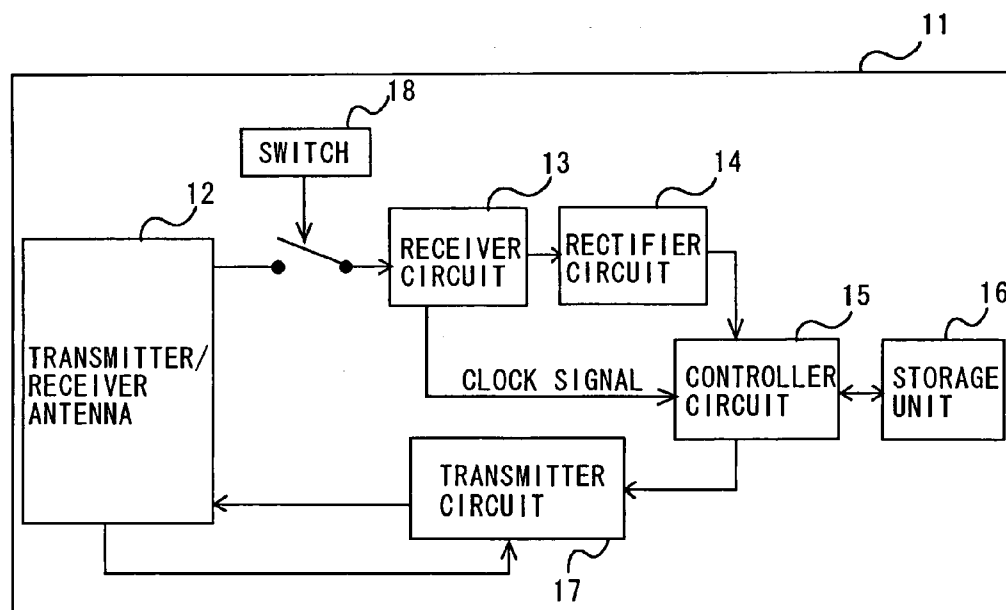 11
18
SWITCH
13
14
12
RECEIVER
CIRCUIT
RECTIFIER
CIRCUIT
15
16
TRANSMITTER/
RECEIVER
ANTENNA
CLOCK SIGNAL
CONTROLLER
CIRCUIT
STORAGE
UNIT
TRANSMITTER
CIRCUIT
17